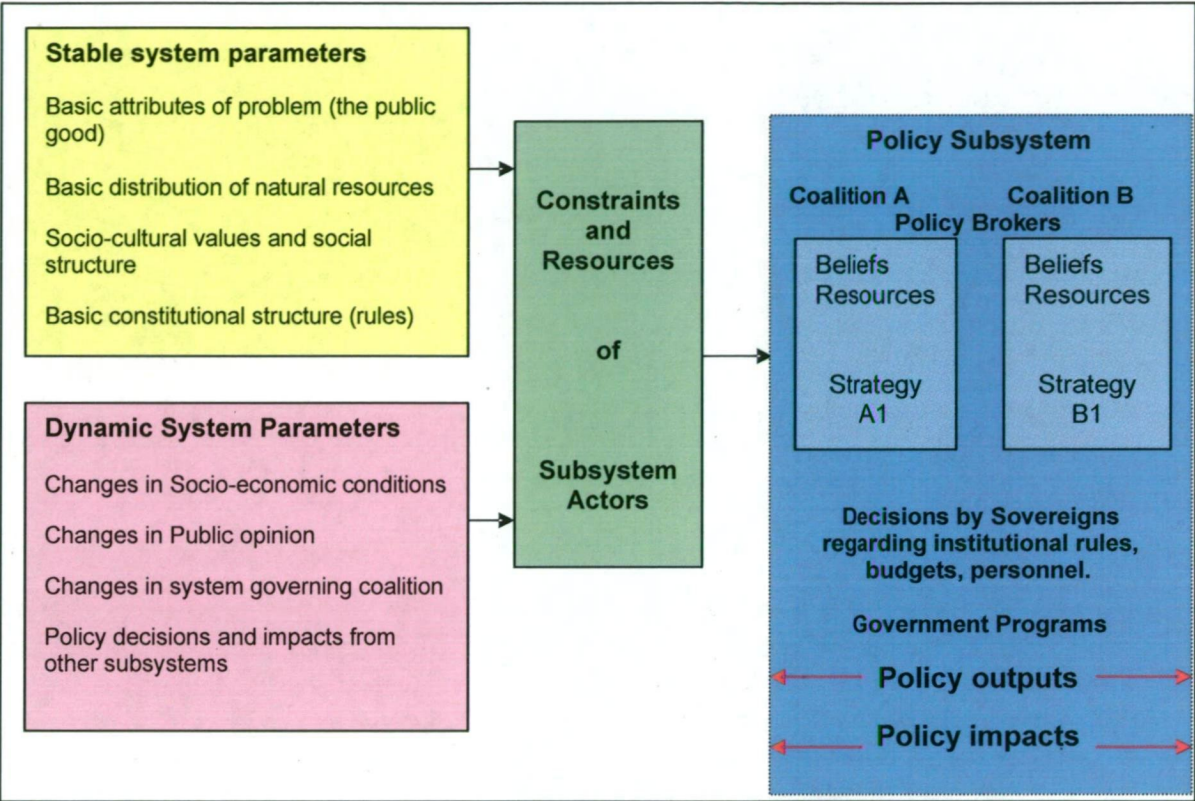 Stable system parameters
Basic attributes of problem (the public
good)
Basic distribution of natural resources
Socio-cultural values and social
structure
Basic constitutional structure (rules)
Dynamic System Parameters
Changes in Socio-economic conditions
Changes in Public opinion
Changes in system governing coalition
Policy decisions and impacts from
other subsystems
Constraints
and
Resources
of
Subsystem
Actors
Policy Subsystem
Coalition A
Coalition B
Policy Brokers
Beliefs
Resources
Strategy
A1
Beliefs
Resources
Strategy
B1
Decisions by Sovereigns
regarding institutional rules,
budgets, personnel.
Government Programs
Policy outputs
Policy impacts